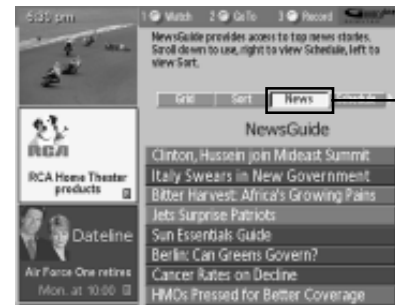 6:35 pm
1 Watch 2 GoTo 3 Record
NewsGuide provides access to top news stories.
Scroll down to use, right to view Schedule, left to
view Sort.
Grid Sort News Schedule
NewsGuide
Clinton, Hussein join Mideast Summit
Italy Swears in New Government
Bitter Harvest: Africa's Growing Pains
Jets Surprise Patriots
Sun Essentials Guide
Berlin: Can Greens Govern?
Cancer Rates on Decline
HMOs Pressed for Better Coverage
RCA
RCA Home Theater
products
Dateline
Air Force One retires
Mon. at 10:00